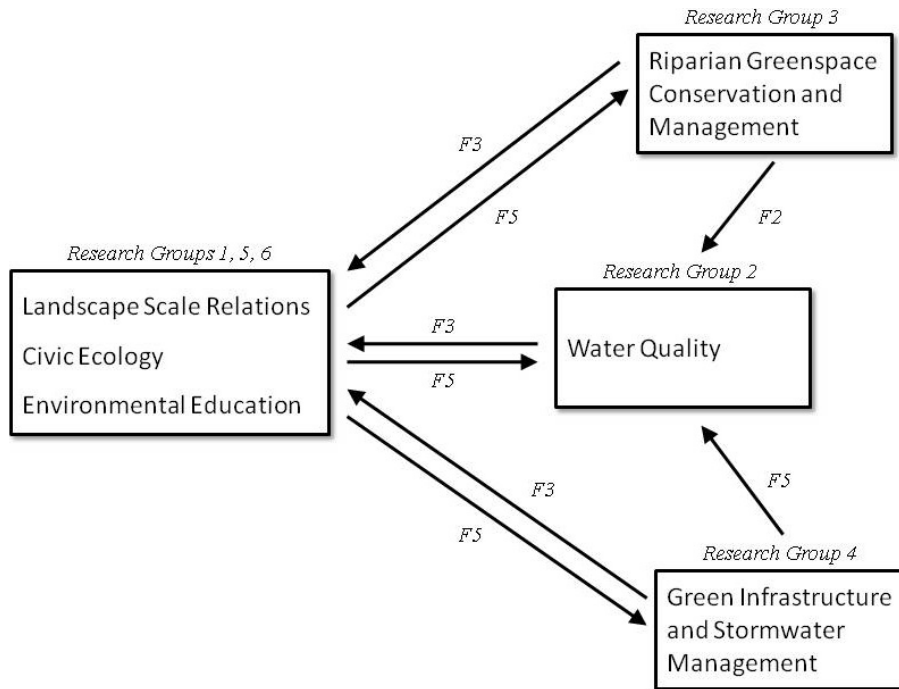 Research Group 3
Riparian Greenspace
Conservation and
Management
F3
F5
F2
Research Groups 1, 5, 6
Landscape Scale Relations
Civic Ecology
Environmental Education
Research Group 2
Water Quality
F3
F5
F3
F5
F5
Research Group 4
Green Infrastructure
and Stormwater
Management